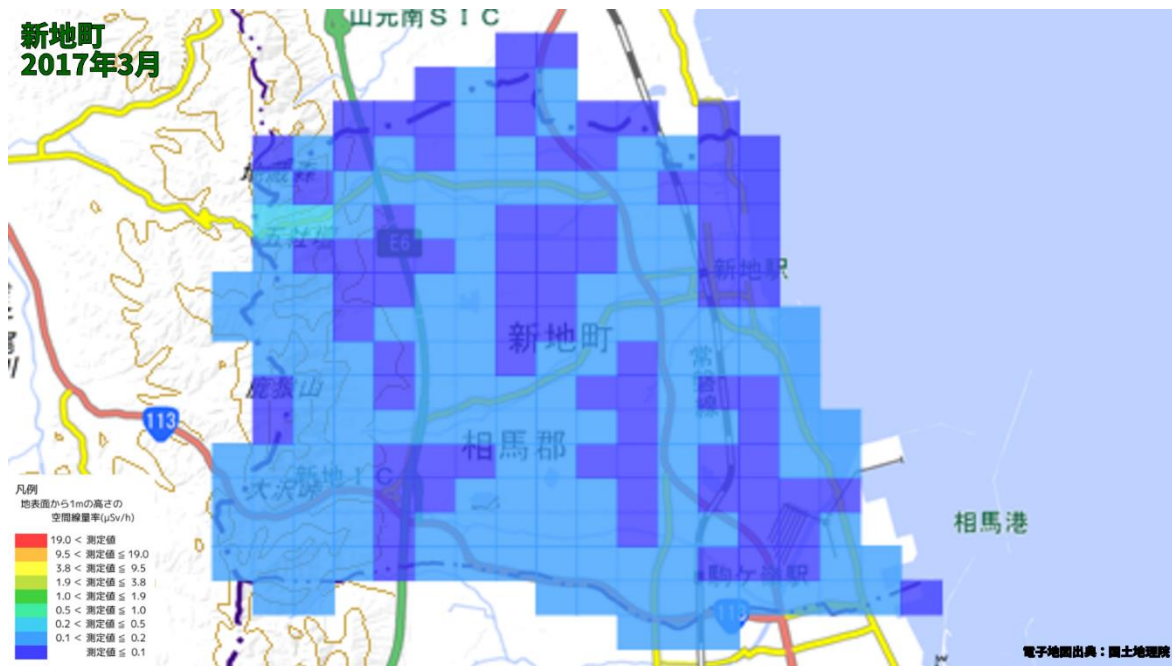 新地町
2017年3月
山元南ＳＩＣ
地蔵森
五社壇
E6
新地駅
新地町
常磐線
鹿狼山
113
相馬郡
新地ＩＣ
大沢峠
相馬港
駒ケ嶺駅
113
凡例
地表面から1mの高さの
空間線量率(μSv/h)
19.0 < 測定値
9.5 < 測定値 ≦ 19.0
3.8 < 測定値 ≦ 9.5
1.9 < 測定値 ≦ 3.8
1.0 < 測定値 ≦ 1.9
0.5 < 測定値 ≦ 1.0
0.2 < 測定値 ≦ 0.5
0.1 < 測定値 ≦ 0.2
測定値 ≦ 0.1
電子地図出典：国土地理院